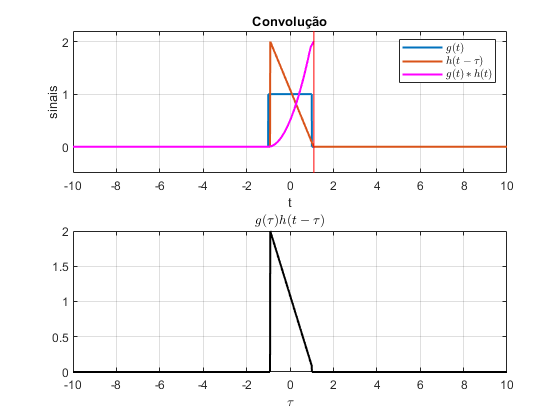 Convolução
sinais
2
1
0
g(t)
h(t − τ)
g(t) ∗ h(t)
-10 -8 -6 -4 -2 0 2 4 6 8 10
t
g(τ)h(t − τ)
2
1.5
1
0.5
0
-10 -8 -6 -4 -2 0 2 4 6 8 10
τ